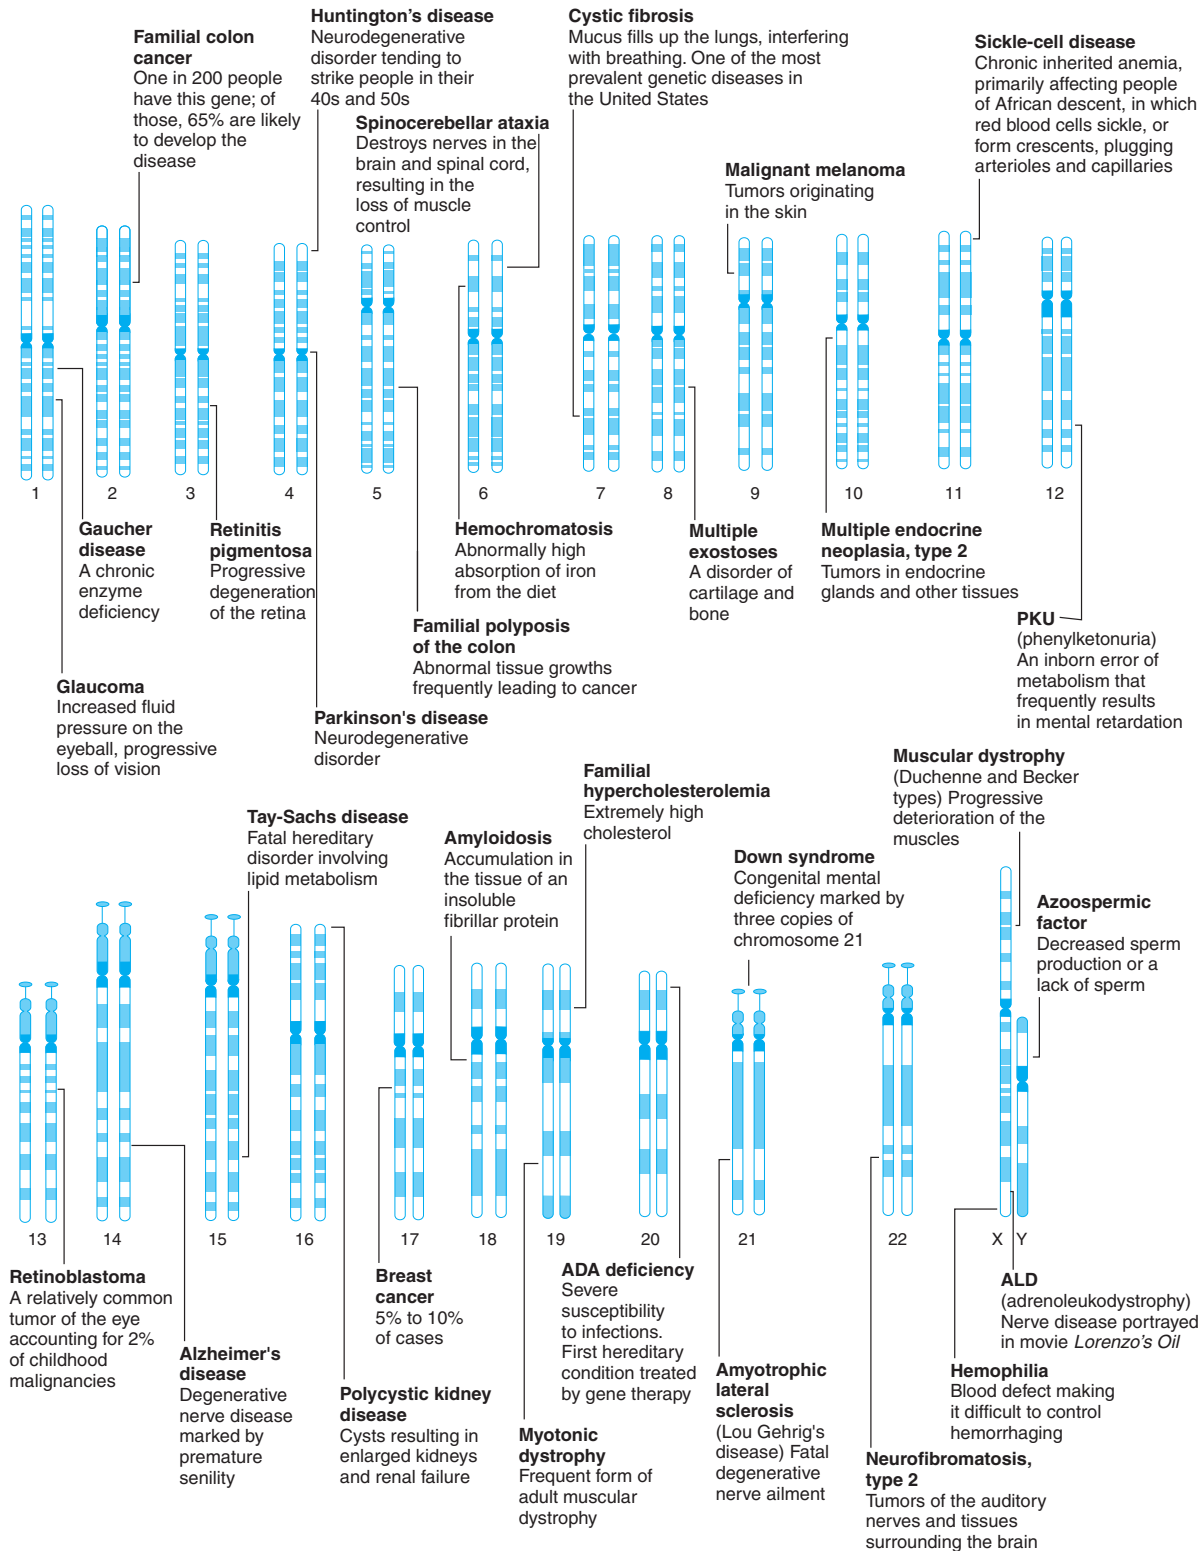 Familial colon
cancer
One in 200 people
have this gene; of
those, 65% are likely
to develop the
disease
Huntington’s disease
Neurodegenerative
disorder tending to
strike people in their
40s and 50s
Spinocerebellar ataxia
Destroys nerves in the
brain and spinal cord,
resulting in the
loss of muscle
control
Cystic fibrosis
Mucus fills up the lungs, interfering
with breathing. One of the most
prevalent genetic diseases in
the United States
Malignant melanoma
Tumors originating
in the skin
Sickle-cell disease
Chronic inherited anemia,
primarily affecting people
of African descent, in which
red blood cells sickle, or
form crescents, plugging
arterioles and capillaries
1 2 3 4 5 6 7 8 9 10 11 12
Gaucher
disease
A chronic
enzyme
deficiency
Retinitis
pigmentosa
Progressive
degeneration
of the retina
Hemochromatosis
Abnormally high
absorption of iron
from the diet
Multiple
exostoses
A disorder of
cartilage and
bone
Multiple endocrine
neoplasia, type 2
Tumors in endocrine
glands and other tissues
PKU
(phenylketonuria)
An inborn error of
metabolism that
frequently results
in mental retardation
Familial polyposis
of the colon
Abnormal tissue growths
frequently leading to cancer
Glaucoma
Increased fluid
pressure on the
eyeball, progressive
loss of vision
Parkinson's disease
Neurodegenerative
disorder
Tay-Sachs disease
Fatal hereditary
disorder involving
lipid metabolism
Amyloidosis
Accumulation in
the tissue of an
insoluble
fibrillar protein
Familial
hypercholesterolemia
Extremely high
cholesterol
Down syndrome
Congenital mental
deficiency marked by
three copies of
chromosome 21
Muscular dystrophy
(Duchenne and Becker
types) Progressive
deterioration of the
muscles
Azoospermic
factor
Decreased sperm
production or a
lack of sperm
13 14 15 16 17 18 19 20 21 22 X Y
Retinoblastoma
A relatively common
tumor of the eye
accounting for 2%
of childhood
malignancies
Alzheimer's
disease
Degenerative
nerve disease
marked by
premature
senility
Polycystic kidney
disease
Cysts resulting in
enlarged kidneys
and renal failure
Breast
cancer
5% to 10%
of cases
Myotonic
dystrophy
Frequent form of
adult muscular
dystrophy
ADA deficiency
Severe
susceptibility
to infections.
First hereditary
condition treated
by gene therapy
Amyotrophic
lateral
sclerosis
(Lou Gehrig's
disease) Fatal
degenerative
nerve ailment
Neurofibromatosis,
type 2
Tumors of the auditory
nerves and tissues
surrounding the brain
Hemophilia
Blood defect making
it difficult to control
hemorrhaging
ALD
(adrenoleukodystrophy)
Nerve disease portrayed
in movie Lorenzo's Oil